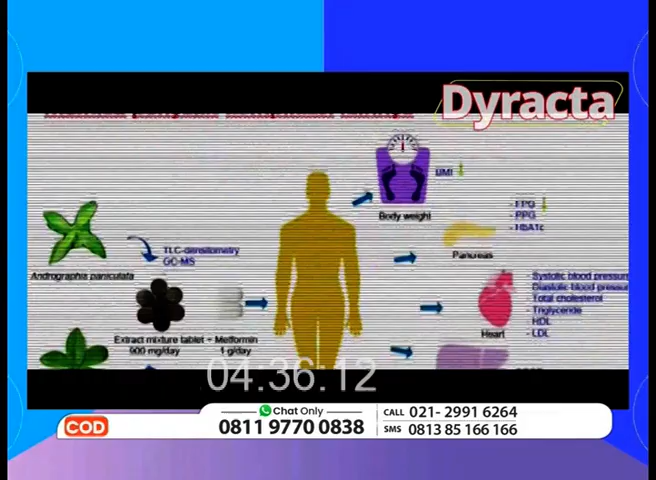 Dyracta
BMI
Body weight
- FPG
- PPG
- HbA1c
Pancreas
Andrographis paniculata
TLC-densitometry
GC-MS
- Systolic blood pressur
- Diastolic blood pressur
- Total cholesterol
- Triglyceride
- HDL
- LDL
Heart
Extract mixture tablet + Metformin
900 mg/day
1 g/day
04:36:12
COD
Chat Only
0811 9770 0838
CALL 021- 2991 6264
SMS 0813 85 166 166